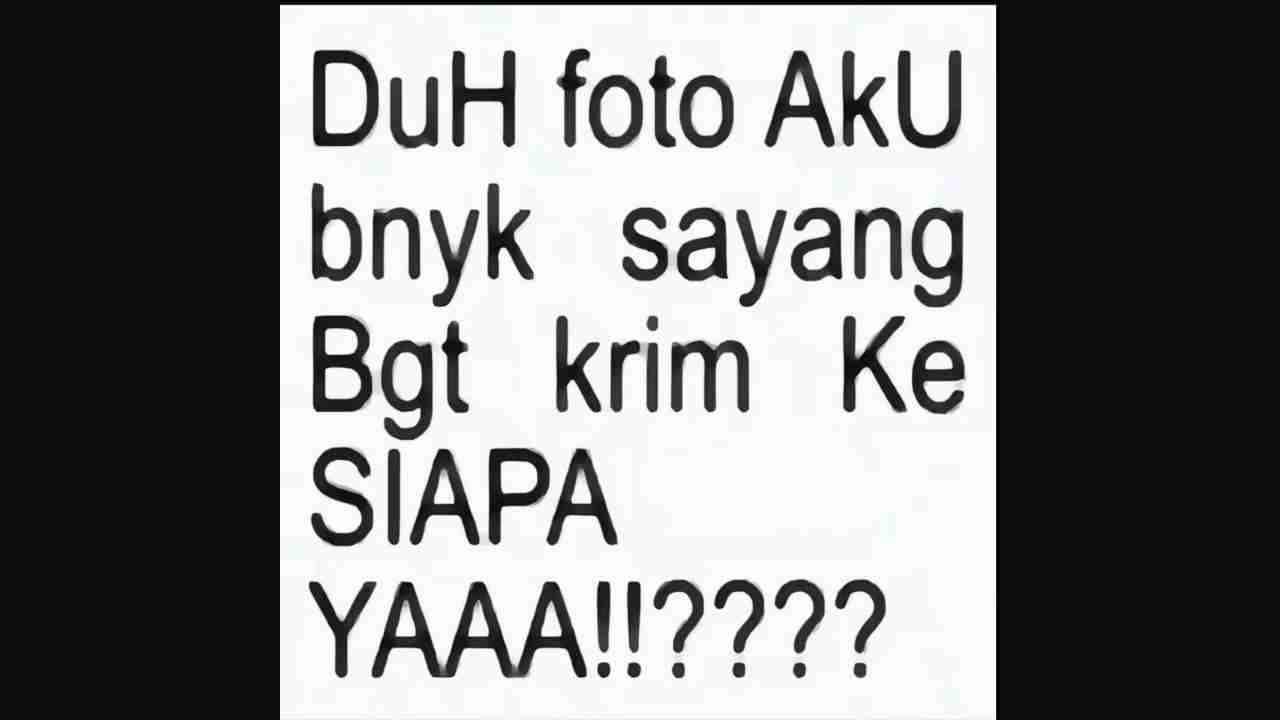 DuH foto AkU
bnyk sayang
Bgt krim Ke
SIAPA
YAAA!!????